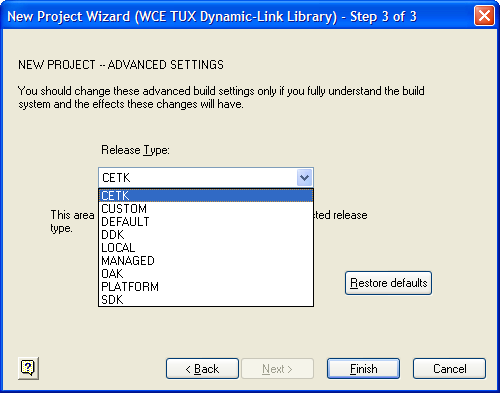 New Project Wizard (WCE TUX Dynamic-Link Library) - Step 3 of 3
NEW PROJECT -- ADVANCED SETTINGS
You should change these advanced build settings only if you fully understand the build
system and the effects these changes will have.
Release Type:
CETK
CETK
CUSTOM
DEFAULT
DDK
LOCAL
MANAGED
OAK
PLATFORM
SDK
This area
cted release
type.
Restore defaults
?
< Back
Next >
Finish
Cancel